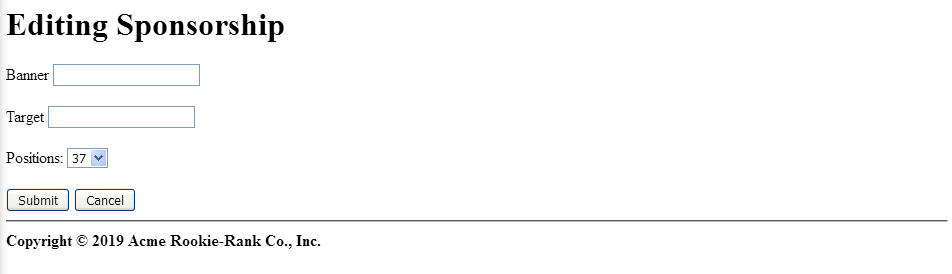 Editing Sponsorship
Banner
Target
Positions: 37
Submit Cancel
Copyright © 2019 Acme Rookie-Rank Co., Inc.